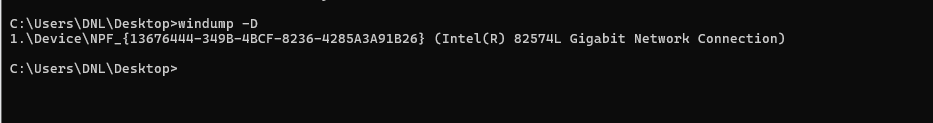 C:\Users\DNL\Desktop>windump -D
1.\Device\NPF_{13676444-349B-4BCF-8236-4285A3A91B26} (Intel(R) 82574L Gigabit Network Connection)
C:\Users\DNL\Desktop>